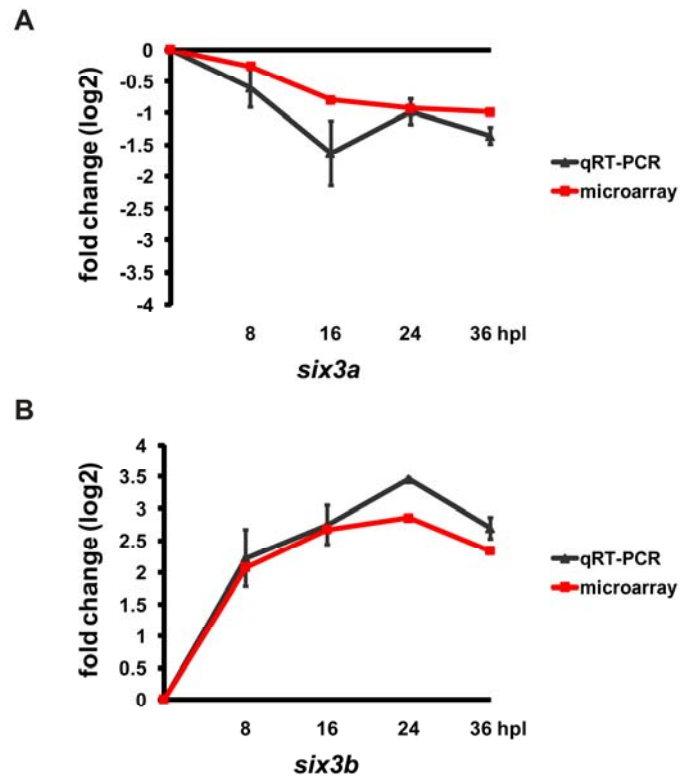 A
fold change (log2)
0
-0.5
-1
-1.5
-2
-2.5
-3
-3.5
-4
8 16 24 36 hpl
six3a
qRT-PCR
microarray
B
fold change (log2)
4
3.5
3
2.5
2
1.5
1
0.5
0
8 16 24 36 hpl
six3b
qRT-PCR
microarray